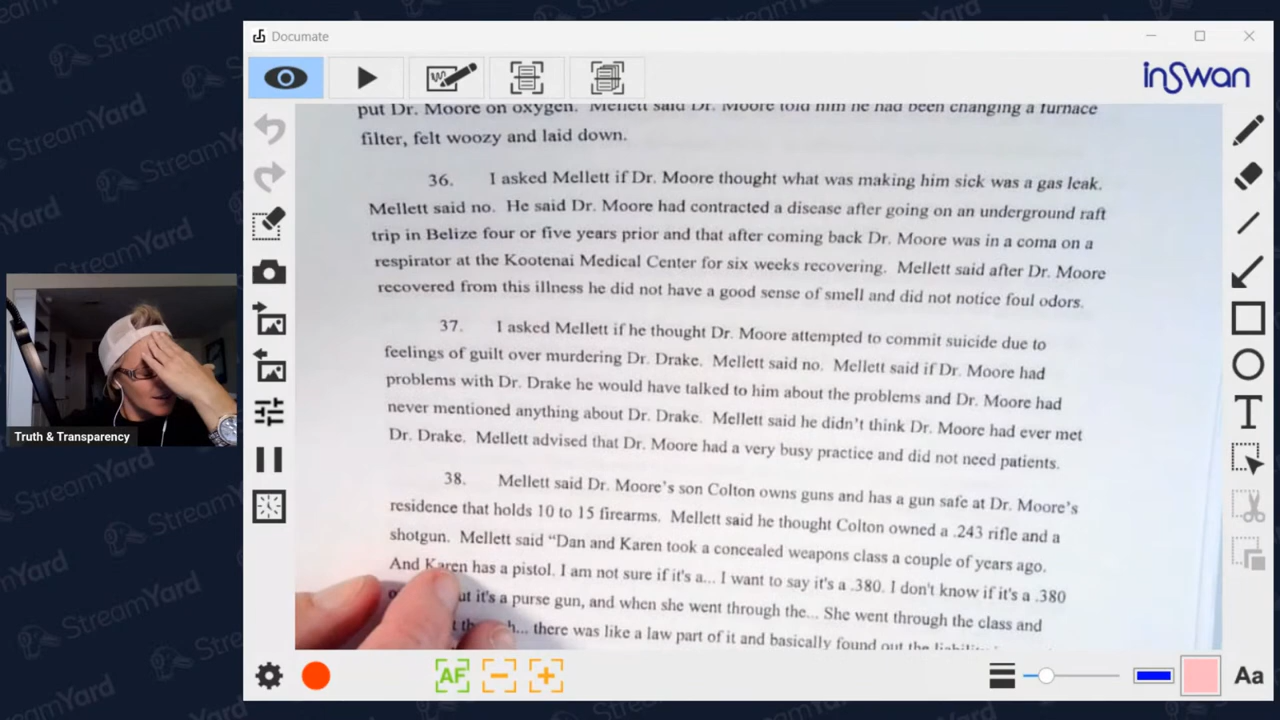 StreamYard
Documate
inSwan
put Dr. Moore on oxygen. Mellett said Dr. Moore told him he had been changing a furnace
filter, felt woozy and laid down.
36. I asked Mellett if Dr. Moore thought what was making him sick was a gas leak.
Mellett said no. He said Dr. Moore had contracted a disease after going on an underground raft
trip in Belize four or five years prior and that after coming back Dr. Moore was in a coma on a
respirator at the Kootenai Medical Center for six weeks recovering. Mellett said after Dr. Moore
recovered from this illness he did not have a good sense of smell and did not notice foul odors.
37. I asked Mellett if he thought Dr. Moore attempted to commit suicide due to
feelings of guilt over murdering Dr. Drake. Mellett said no. Mellett said if Dr. Moore had
problems with Dr. Drake he would have talked to him about the problems and Dr. Moore had
never mentioned anything about Dr. Drake. Mellett said he didn't think Dr. Moore had ever met
Dr. Drake. Mellett advised that Dr. Moore had a very busy practice and did not need patients.
38. Mellett said Dr. Moore's son Colton owns guns and has a gun safe at Dr. Moore's
residence that holds 10 to 15 firearms. Mellett said he thought Colton owned a .243 rifle and a
shotgun. Mellett said “Dan and Karen took a concealed weapons class a couple of years ago.
And Karen has a pistol. I am not sure if it's a... I want to say it's a .380. I don't know if it's a .380
it's a purse gun, and when she went through the... She went through the class and
there was like a law part of it and basically found out the
Truth & Transparency
AF
T
Aa